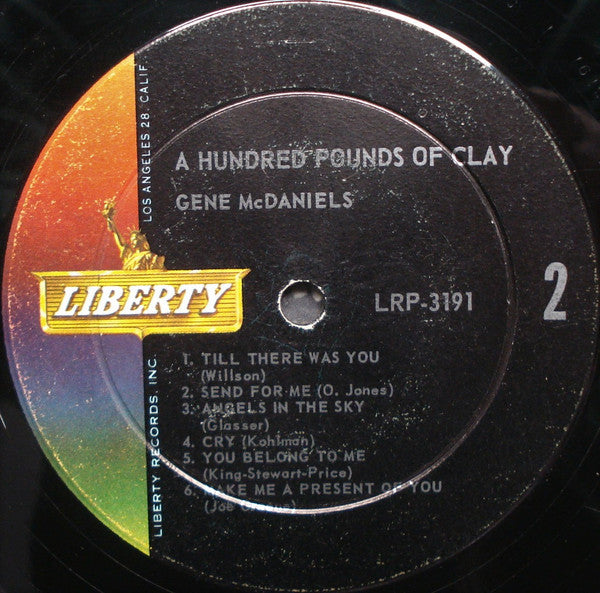 A HUNDRED POUNDS OF CLAY
GENE McDANIELS
LIBERTY
LRP-3191
2
1. TILL THERE WAS YOU
(Willson)
2. SEND FOR ME (O. Jones)
3. ANGELS IN THE SKY
(Glasser)
4. CRY (Kohlman)
5. YOU BELONG TO ME
(King-Stewart-Price)
6. MAKE ME A PRESENT OF YOU
(Joe Greene)
LIBERTY RECORDS, INC.
LOS ANGELES 28, CALIF.